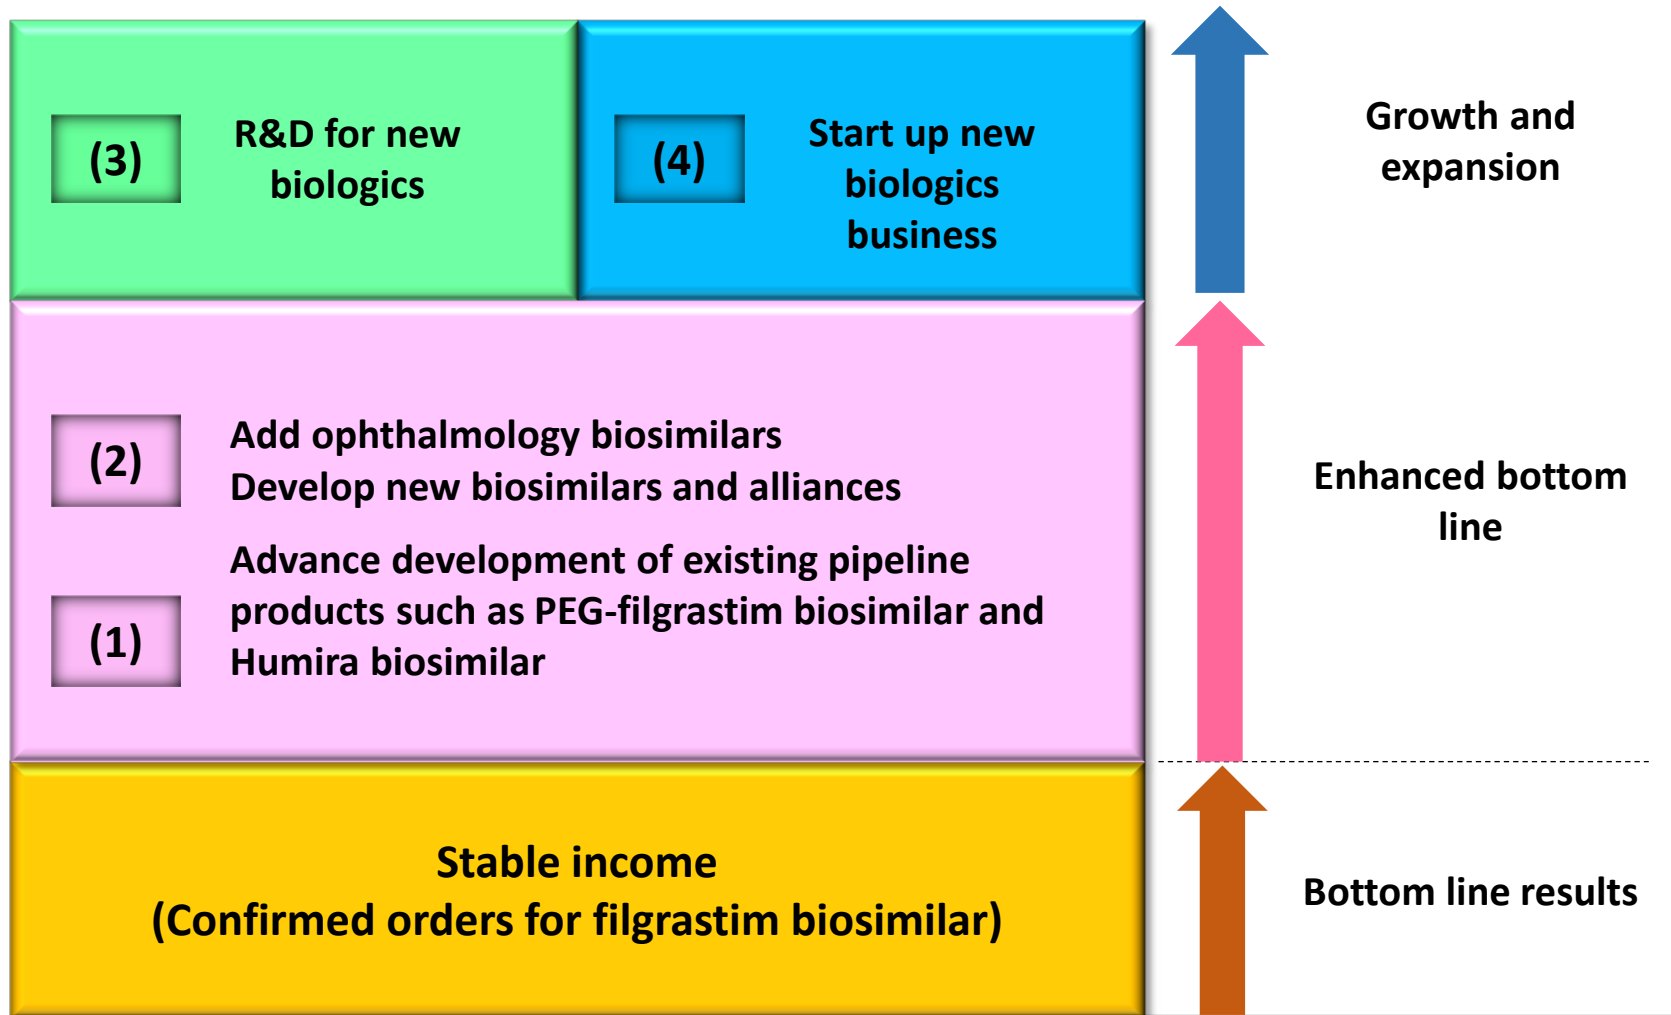 (3)
R&D for new
biologics
(4)
Start up new
biologics
business
Growth and
expansion
(2)
Add ophthalmology biosimilars
Develop new biosimilars and alliances
(1)
Advance development of existing pipeline
products such as PEG-filgrastim biosimilar and
Humira biosimilar
Enhanced bottom
line
Stable income
(Confirmed orders for filgrastim biosimilar)
Bottom line results